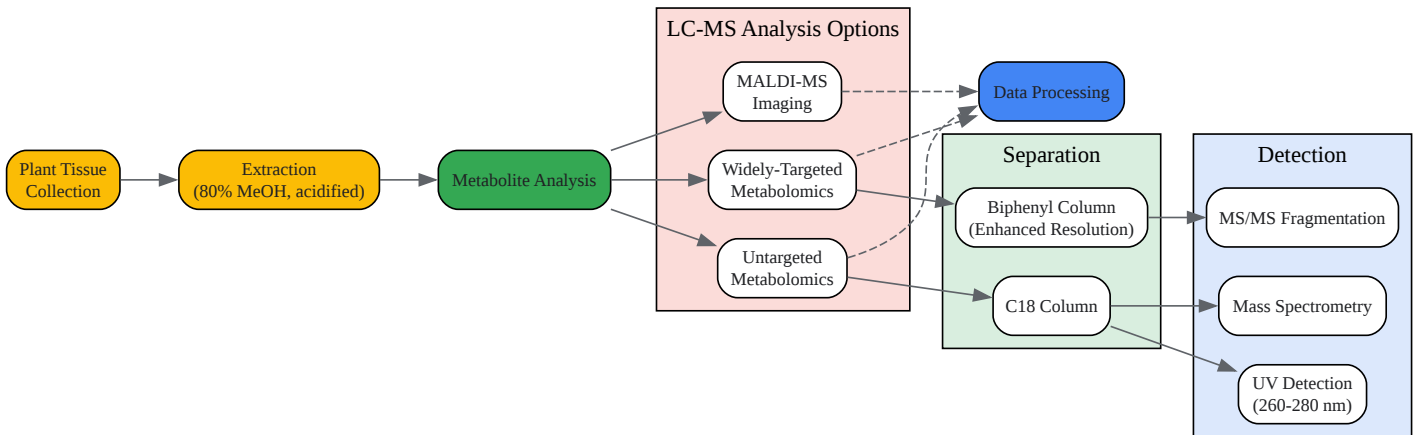 Plant Tissue
Collection
Extraction
(80% MeOH, acidified)
Metabolite Analysis
LC-MS Analysis Options
MALDI-MS
Imaging
Widely-Targeted
Metabolomics
Untargeted
Metabolomics
Data Processing
Separation
Biphenyl Column
(Enhanced Resolution)
C18 Column
Detection
MS/MS Fragmentation
Mass Spectrometry
UV Detection
(260-280 nm)